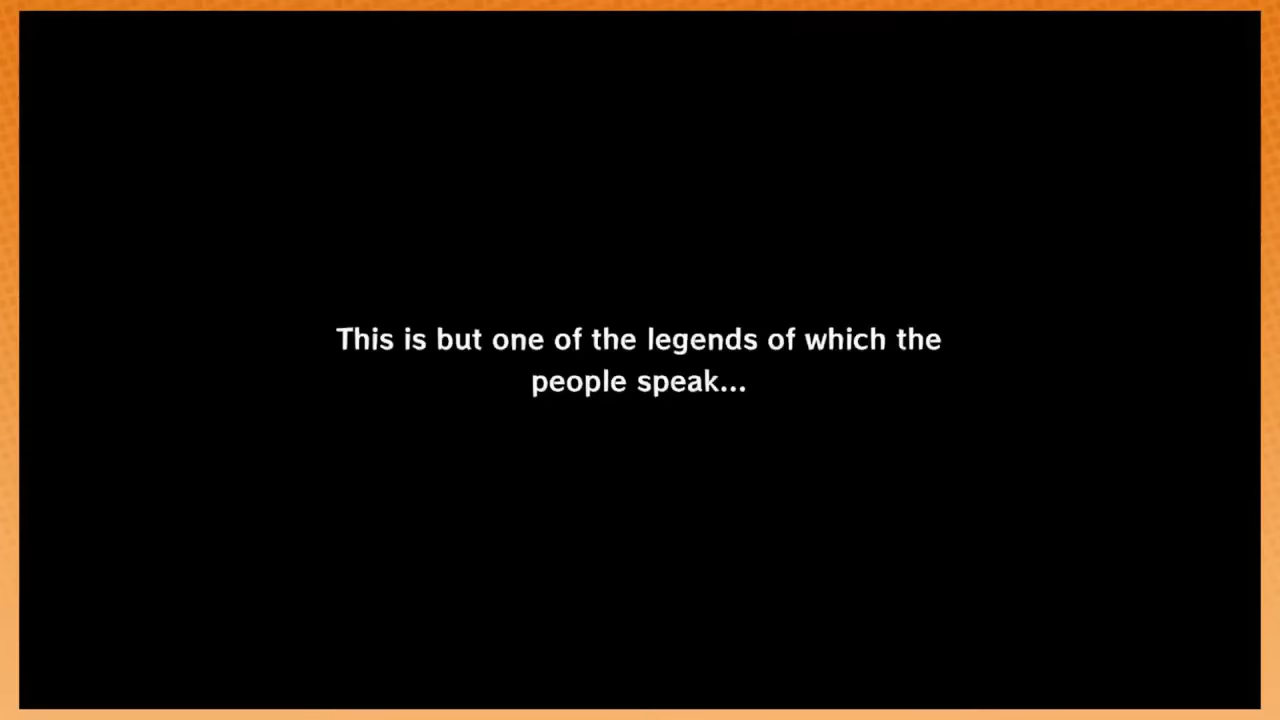 This is but one of the legends of which the
people speak...